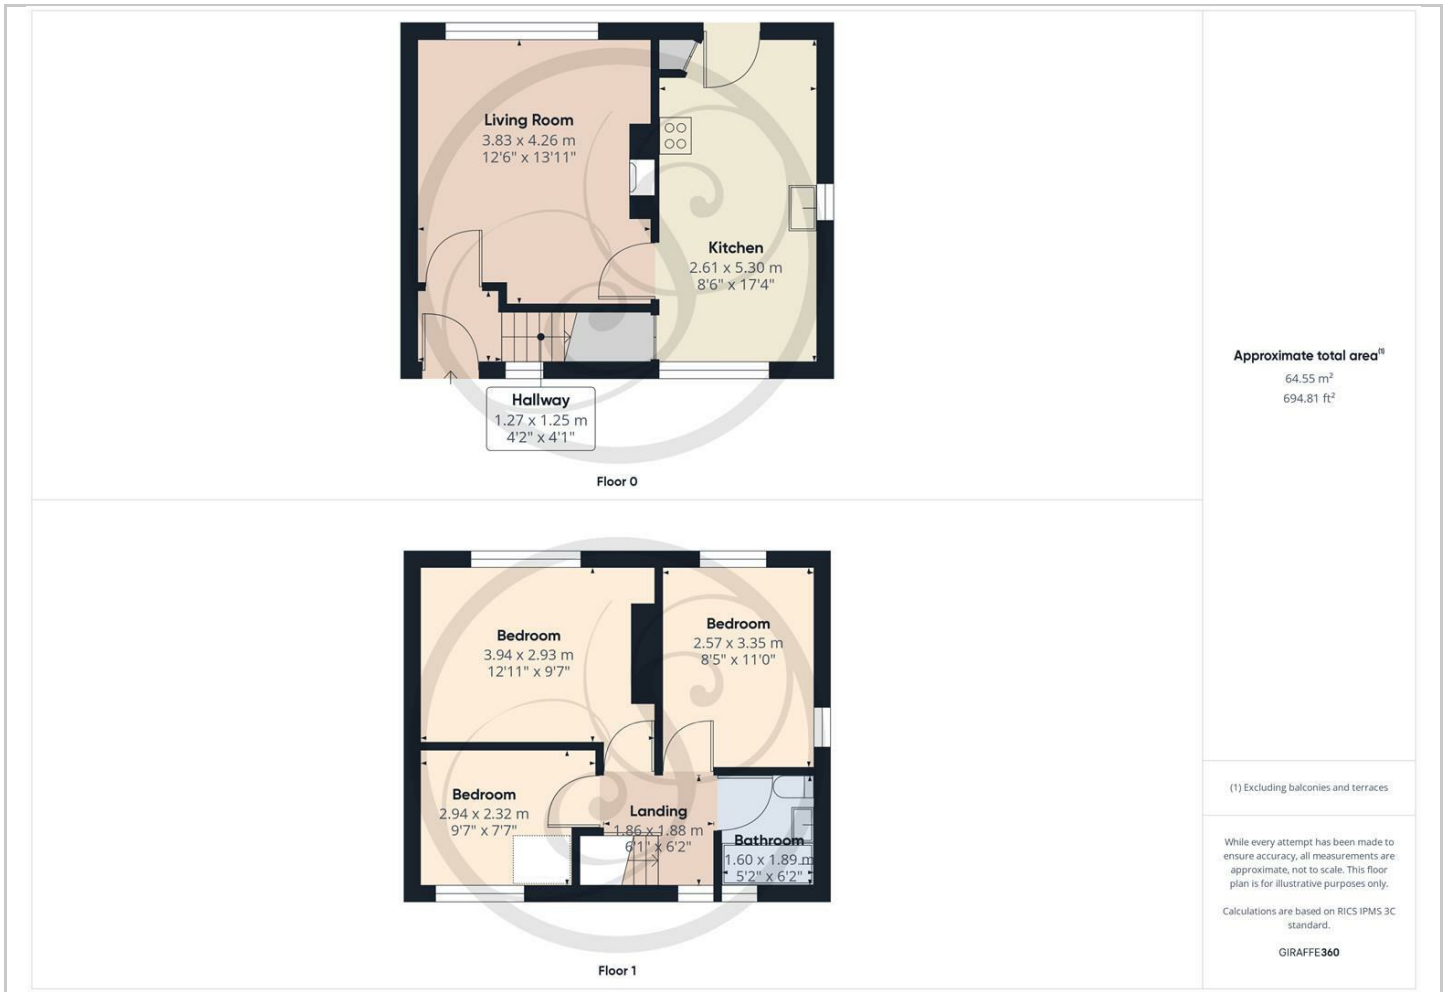 Living Room
3.83 x 4.26 m
12'6" x 13'11"
Kitchen
2.61 x 5.30 m
8'6" x 17'4"
Hallway
1.27 x 1.25 m
4'2" x 4'1"
Floor 0
Bedroom
3.94 x 2.93 m
12'11" x 9'7"
Bedroom
2.57 x 3.35 m
8'5" x 11'0"
Bedroom
2.94 x 2.32 m
9'7" x 7'7"
Landing
1.86 x 1.88 m
6'1" x 6'2"
Bathroom
1.60 x 1.89 m
5'2" x 6'2"
Floor 1
Approximate total area(1)
64.55 m²
694.81 ft²
(1) Excluding balconies and terraces
While every attempt has been made to
ensure accuracy, all measurements are
approximate, not to scale. This floor
plan is for illustrative purposes only.
Calculations are based on RICS IPMS 3C
standard.
GIRAFFE360